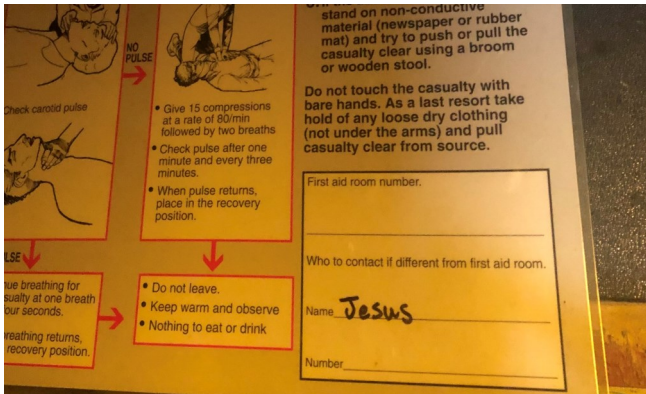 NO
PULSE
Check carotid pulse
• Give 15 compressions
at a rate of 80/min
followed by two breaths
• Check pulse after one
minute and every three
minutes.
• When pulse returns,
place in the recovery
position.
stand on non-conductive
material (newspaper or rubber
mat) and try to push or pull the
casualty clear using a broom
or wooden stool.
Do not touch the casualty with
bare hands. As a last resort take
hold of any loose dry clothing
(not under the arms) and pull
casualty clear from source.
First aid room number.
Who to contact if different from first aid room.
Name Jesus
Number
LSE
nue breathing for
sualty at one breath
our seconds.
reathing returns,
recovery position.
• Do not leave.
• Keep warm and observe
• Nothing to eat or drink